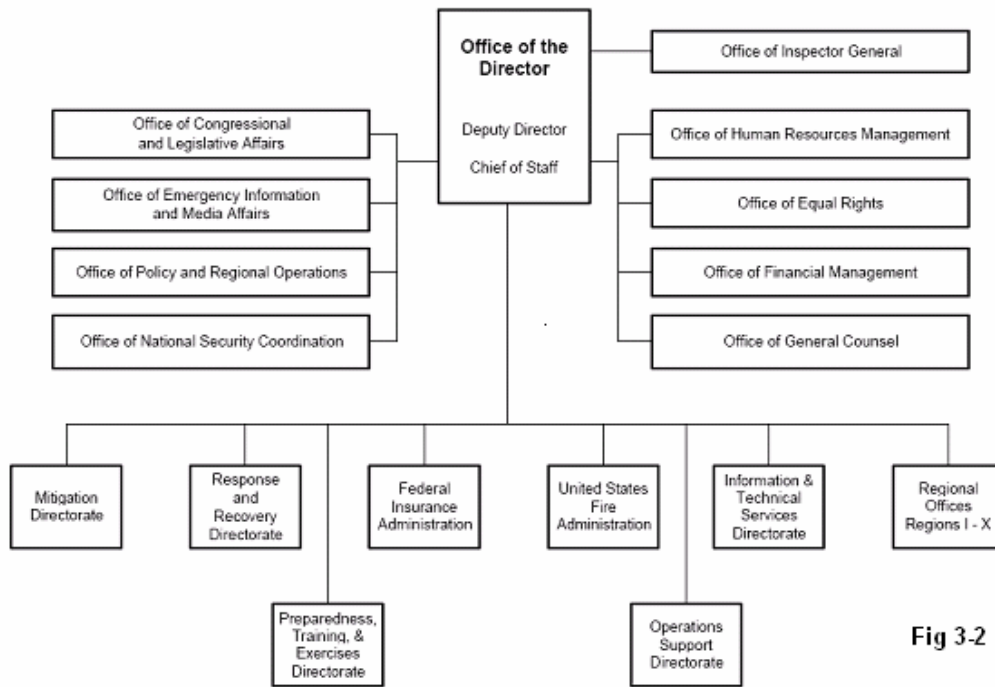 Office of the
Director
Deputy Director
Chief of Staff
Office of Inspector General
Office of Congressional
and Legislative Affairs
Office of Emergency Information
and Media Affairs
Office of Policy and Regional Operations
Office of National Security Coordination
Office of Human Resources Management
Office of Equal Rights
Office of Financial Management
Office of General Counsel
Mitigation
Directorate
Response
and
Recovery
Directorate
Federal
Insurance
Administration
United States
Fire
Administration
Information &
Technical
Services
Directorate
Regional
Offices
Regions I - X
Preparedness,
Training, &
Exercises
Directorate
Operations
Support
Directorate
Fig 3-2